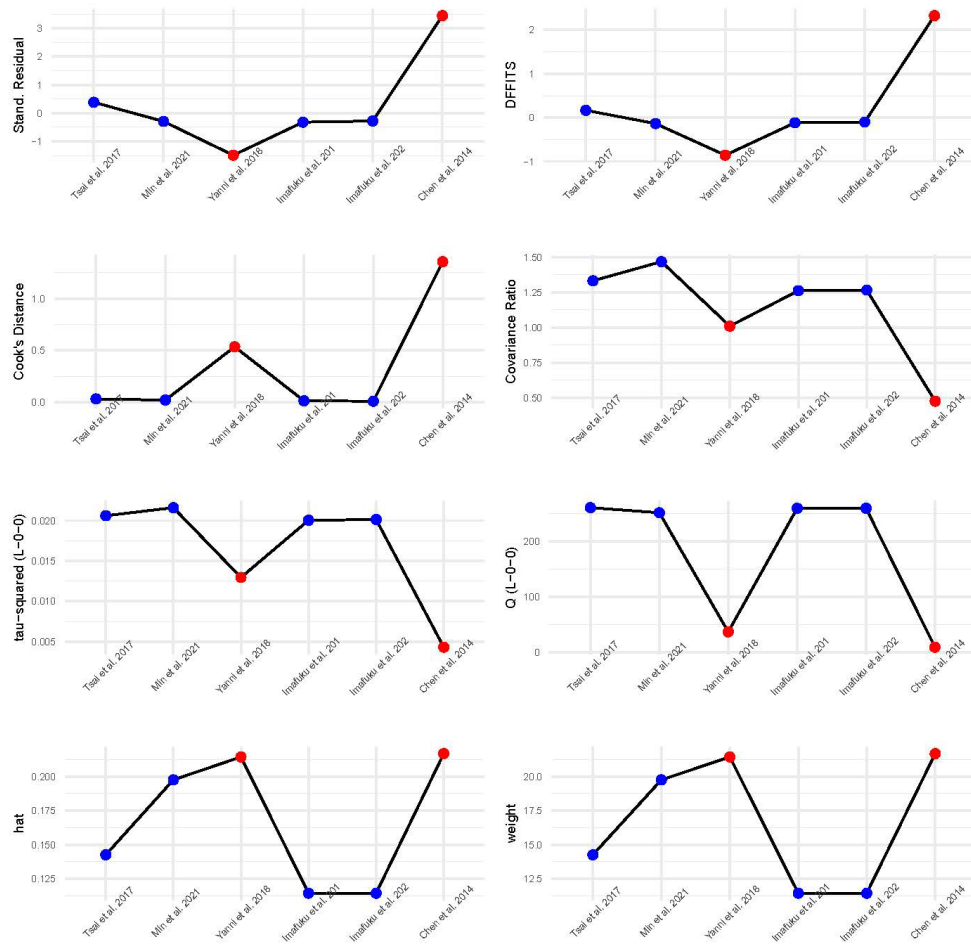 Stand. Residual
3
2
1
0
−1
Tsai et al. 2017
Min et al. 2021
Yanni et al. 2018
Imafuku et al. 201
Imafuku et al. 202
Chen et al. 2014
DFFITS
2
1
0
−1
Tsai et al. 2017
Min et al. 2021
Yanni et al. 2018
Imafuku et al. 201
Imafuku et al. 202
Chen et al. 2014
Cook's Distance
1.0
0.5
0.0
Tsai et al. 2017
Min et al. 2021
Yanni et al. 2018
Imafuku et al. 201
Imafuku et al. 202
Chen et al. 2014
Covariance Ratio
1.50
1.25
1.00
0.75
0.50
Tsai et al. 2017
Min et al. 2021
Yanni et al. 2018
Imafuku et al. 201
Imafuku et al. 202
Chen et al. 2014
tau−squared (L−0−0)
0.020
0.015
0.010
0.005
Tsai et al. 2017
Min et al. 2021
Yanni et al. 2018
Imafuku et al. 201
Imafuku et al. 202
Chen et al. 2014
Q (L−0−0)
200
100
0
Tsai et al. 2017
Min et al. 2021
Yanni et al. 2018
Imafuku et al. 201
Imafuku et al. 202
Chen et al. 2014
hat
0.200
0.175
0.150
0.125
Tsai et al. 2017
Min et al. 2021
Yanni et al. 2018
Imafuku et al. 201
Imafuku et al. 202
Chen et al. 2014
weight
20.0
17.5
15.0
12.5
Tsai et al. 2017
Min et al. 2021
Yanni et al. 2018
Imafuku et al. 201
Imafuku et al. 202
Chen et al. 2014